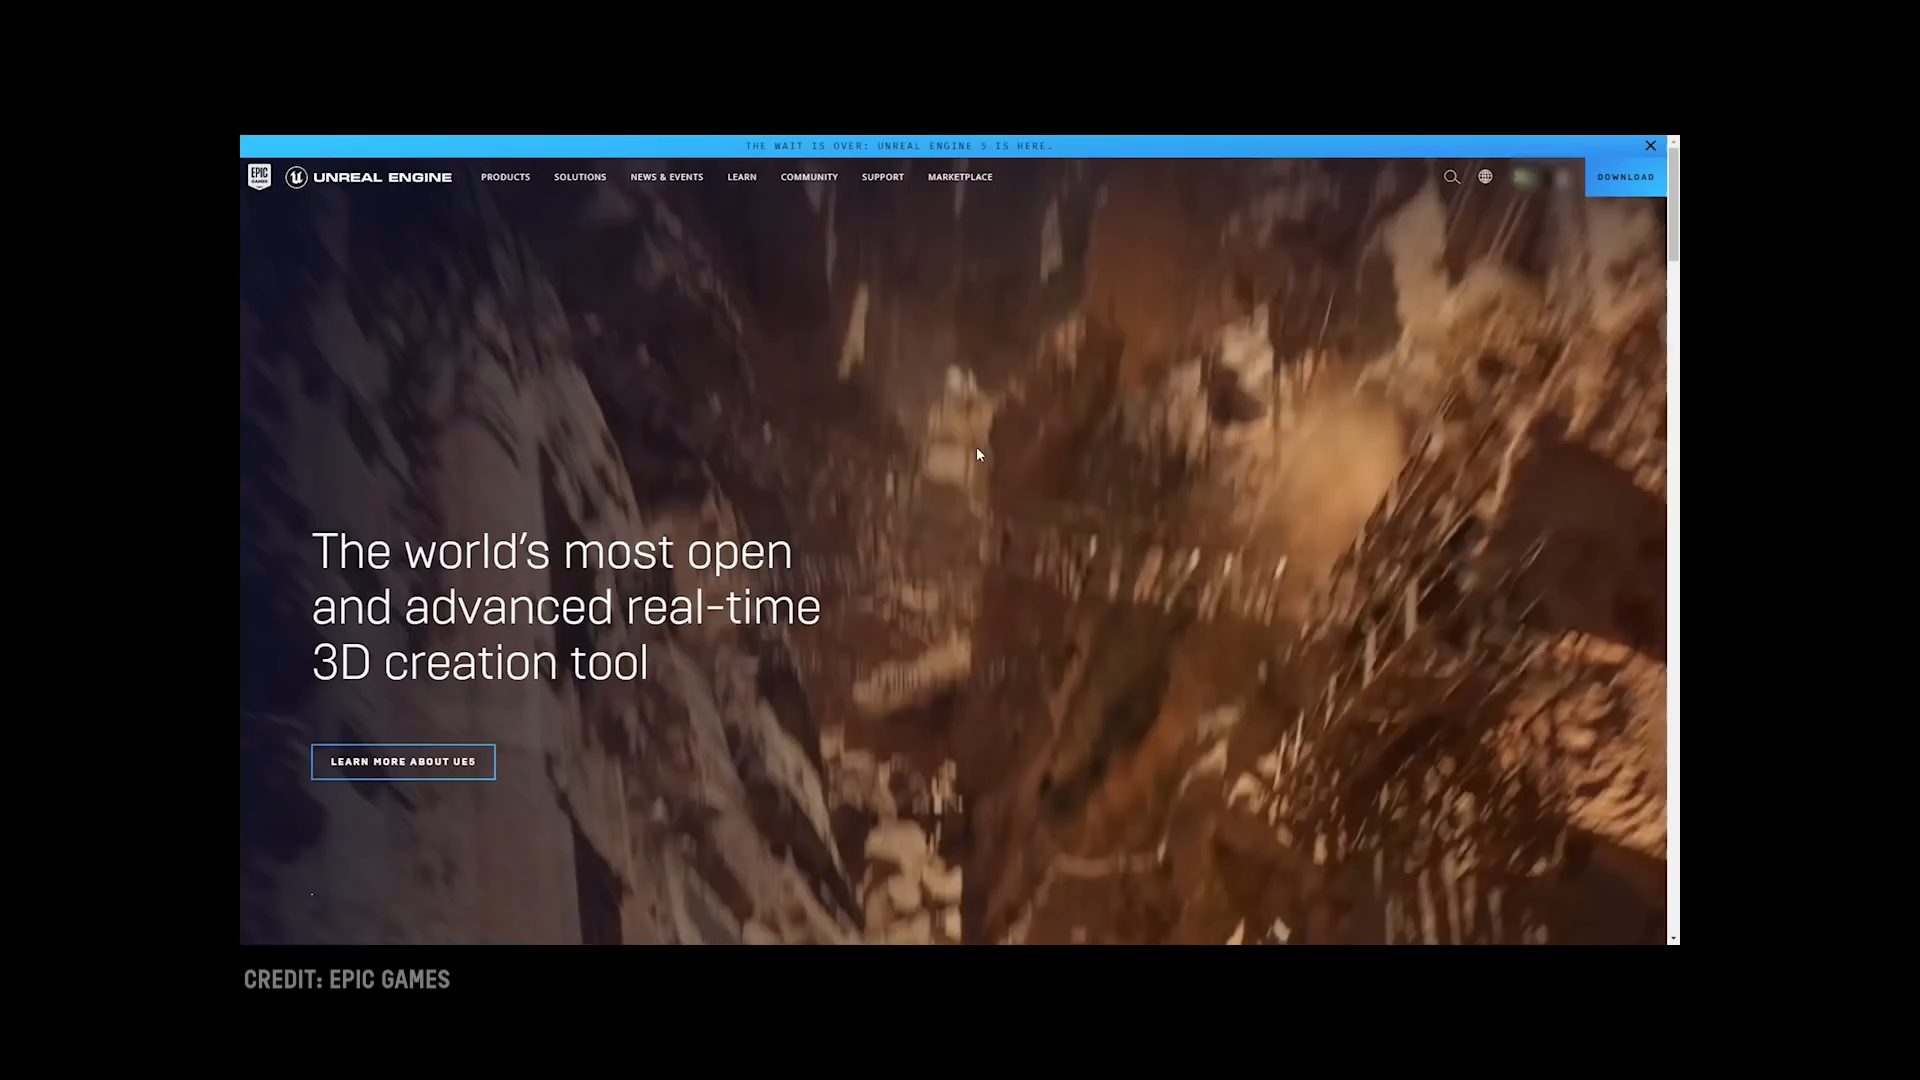 THE WAIT IS OVER: UNREAL ENGINE 5 IS HERE.
EPIC GAMES UNREAL ENGINE PRODUCTS SOLUTIONS NEWS & EVENTS LEARN COMMUNITY SUPPORT MARKETPLACE DOWNLOAD
The world's most open
and advanced real-time
3D creation tool
LEARN MORE ABOUT UE5
CREDIT: EPIC GAMES